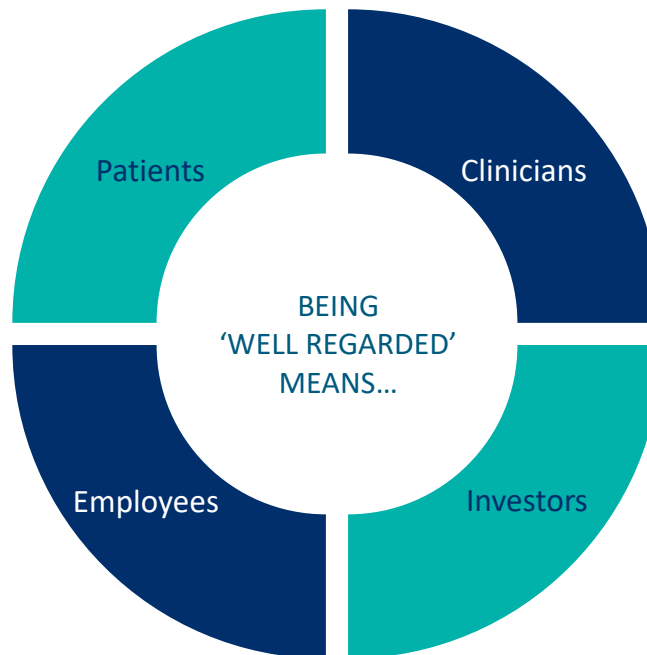 Patients
Clinicians
BEING
‘WELL REGARDED’
MEANS…
Employees
Investors